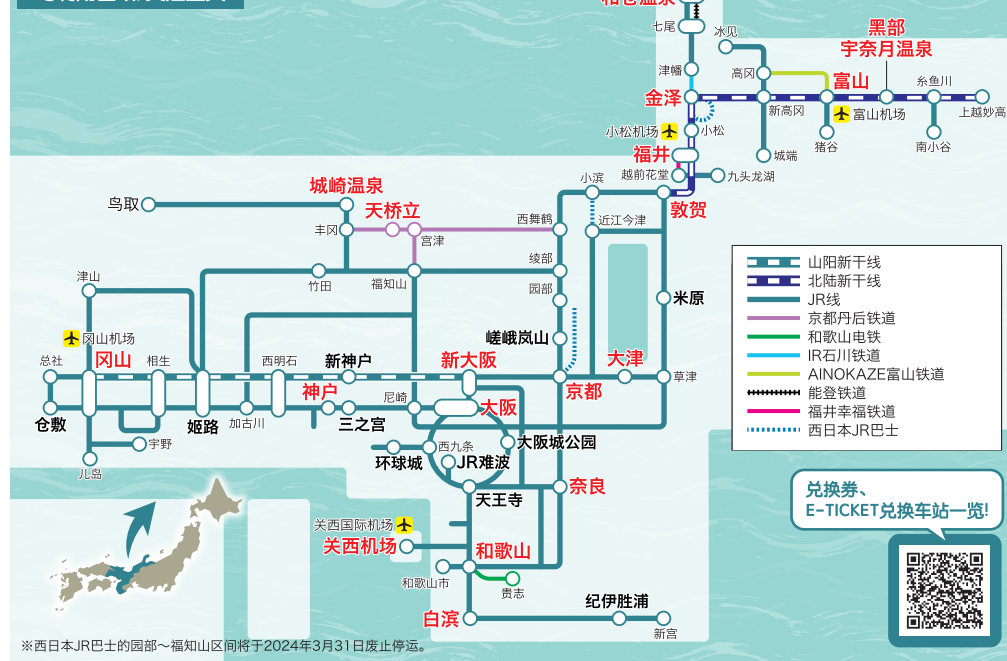 七尾
冰见
黑部
宇奈月温泉
津幡
高冈
富山
糸鱼川
金泽
新高冈
富山机场
上越妙高
小松机场
小松
猪谷
南小谷
福井
城端
越前花堂
九头龙湖
城崎温泉
小滨
鸟取
天桥立
敦贺
西舞鹤
近江今津
丰冈
宫津
绫部
山阳新干线
北陆新干线
津山
竹田
福知山
园部
米原
JR线
京都丹后铁道
冈山机场
嵯峨岚山
和歌山电铁
总社
冈山
相生
西明石
新神户
新大阪
大津
IR石川铁道
神户
京都
草津
AINOKAZE富山铁道
尼崎
大阪
能登铁道
仓敷
姬路
加古川
三之宫
福井幸福铁道
宇野
西九条
大阪城公园
西日本JR巴士
儿岛
环球城
JR难波
天王寺
奈良
兑换券、
E-TICKET兑换车站一览!
关西国际机场
关西机场
和歌山
和歌山市
贵志
纪伊胜浦
白滨
新宫
※西日本JR巴士的园部～福知山区间将于2024年3月31日废止停运。